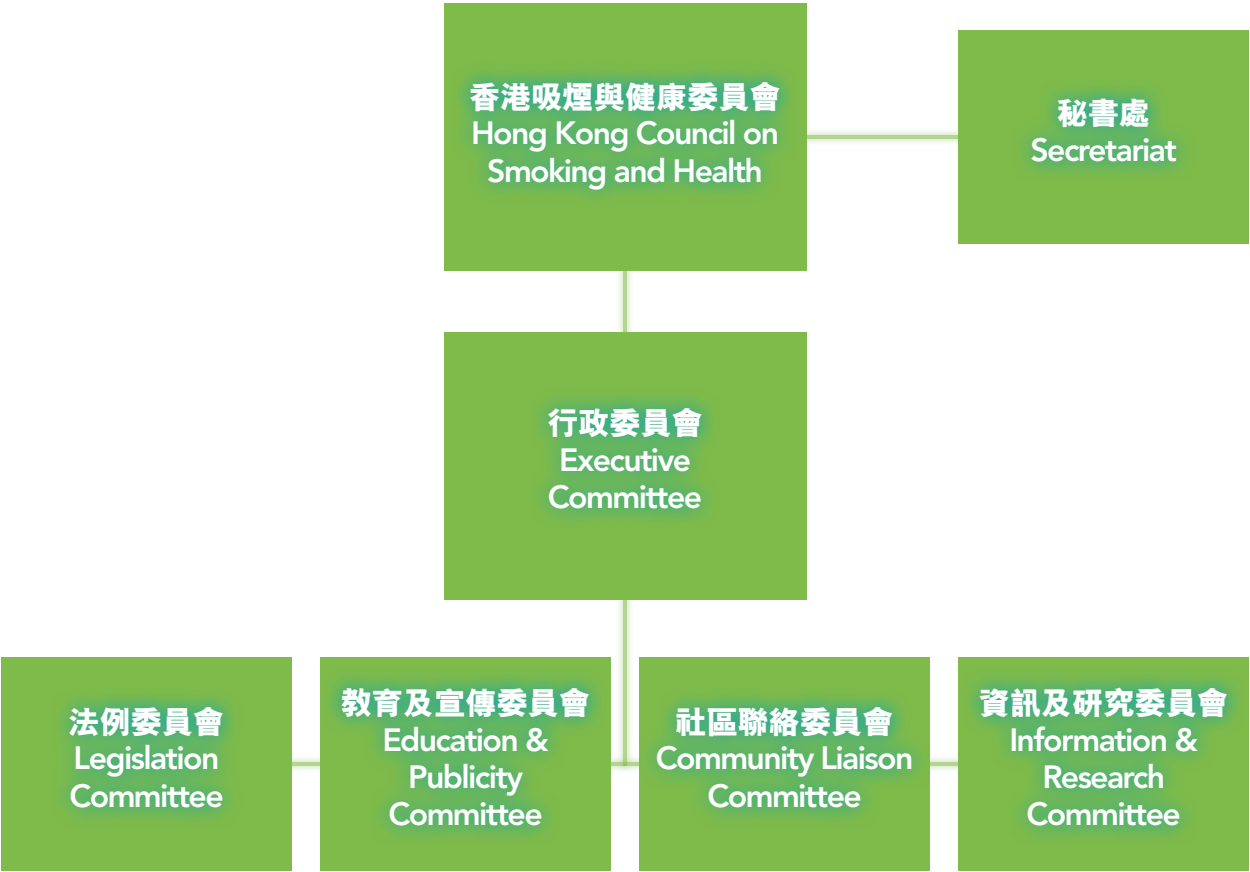 香港吸煙與健康委員會
Hong Kong Council on
Smoking and Health
秘書處
Secretariat
行政委員會
Executive
Committee
法例委員會
Legislation
Committee
教育及宣傳委員會
Education &
Publicity
Committee
社區聯絡委員會
Community Liaison
Committee
資訊及研究委員會
Information &
Research
Committee